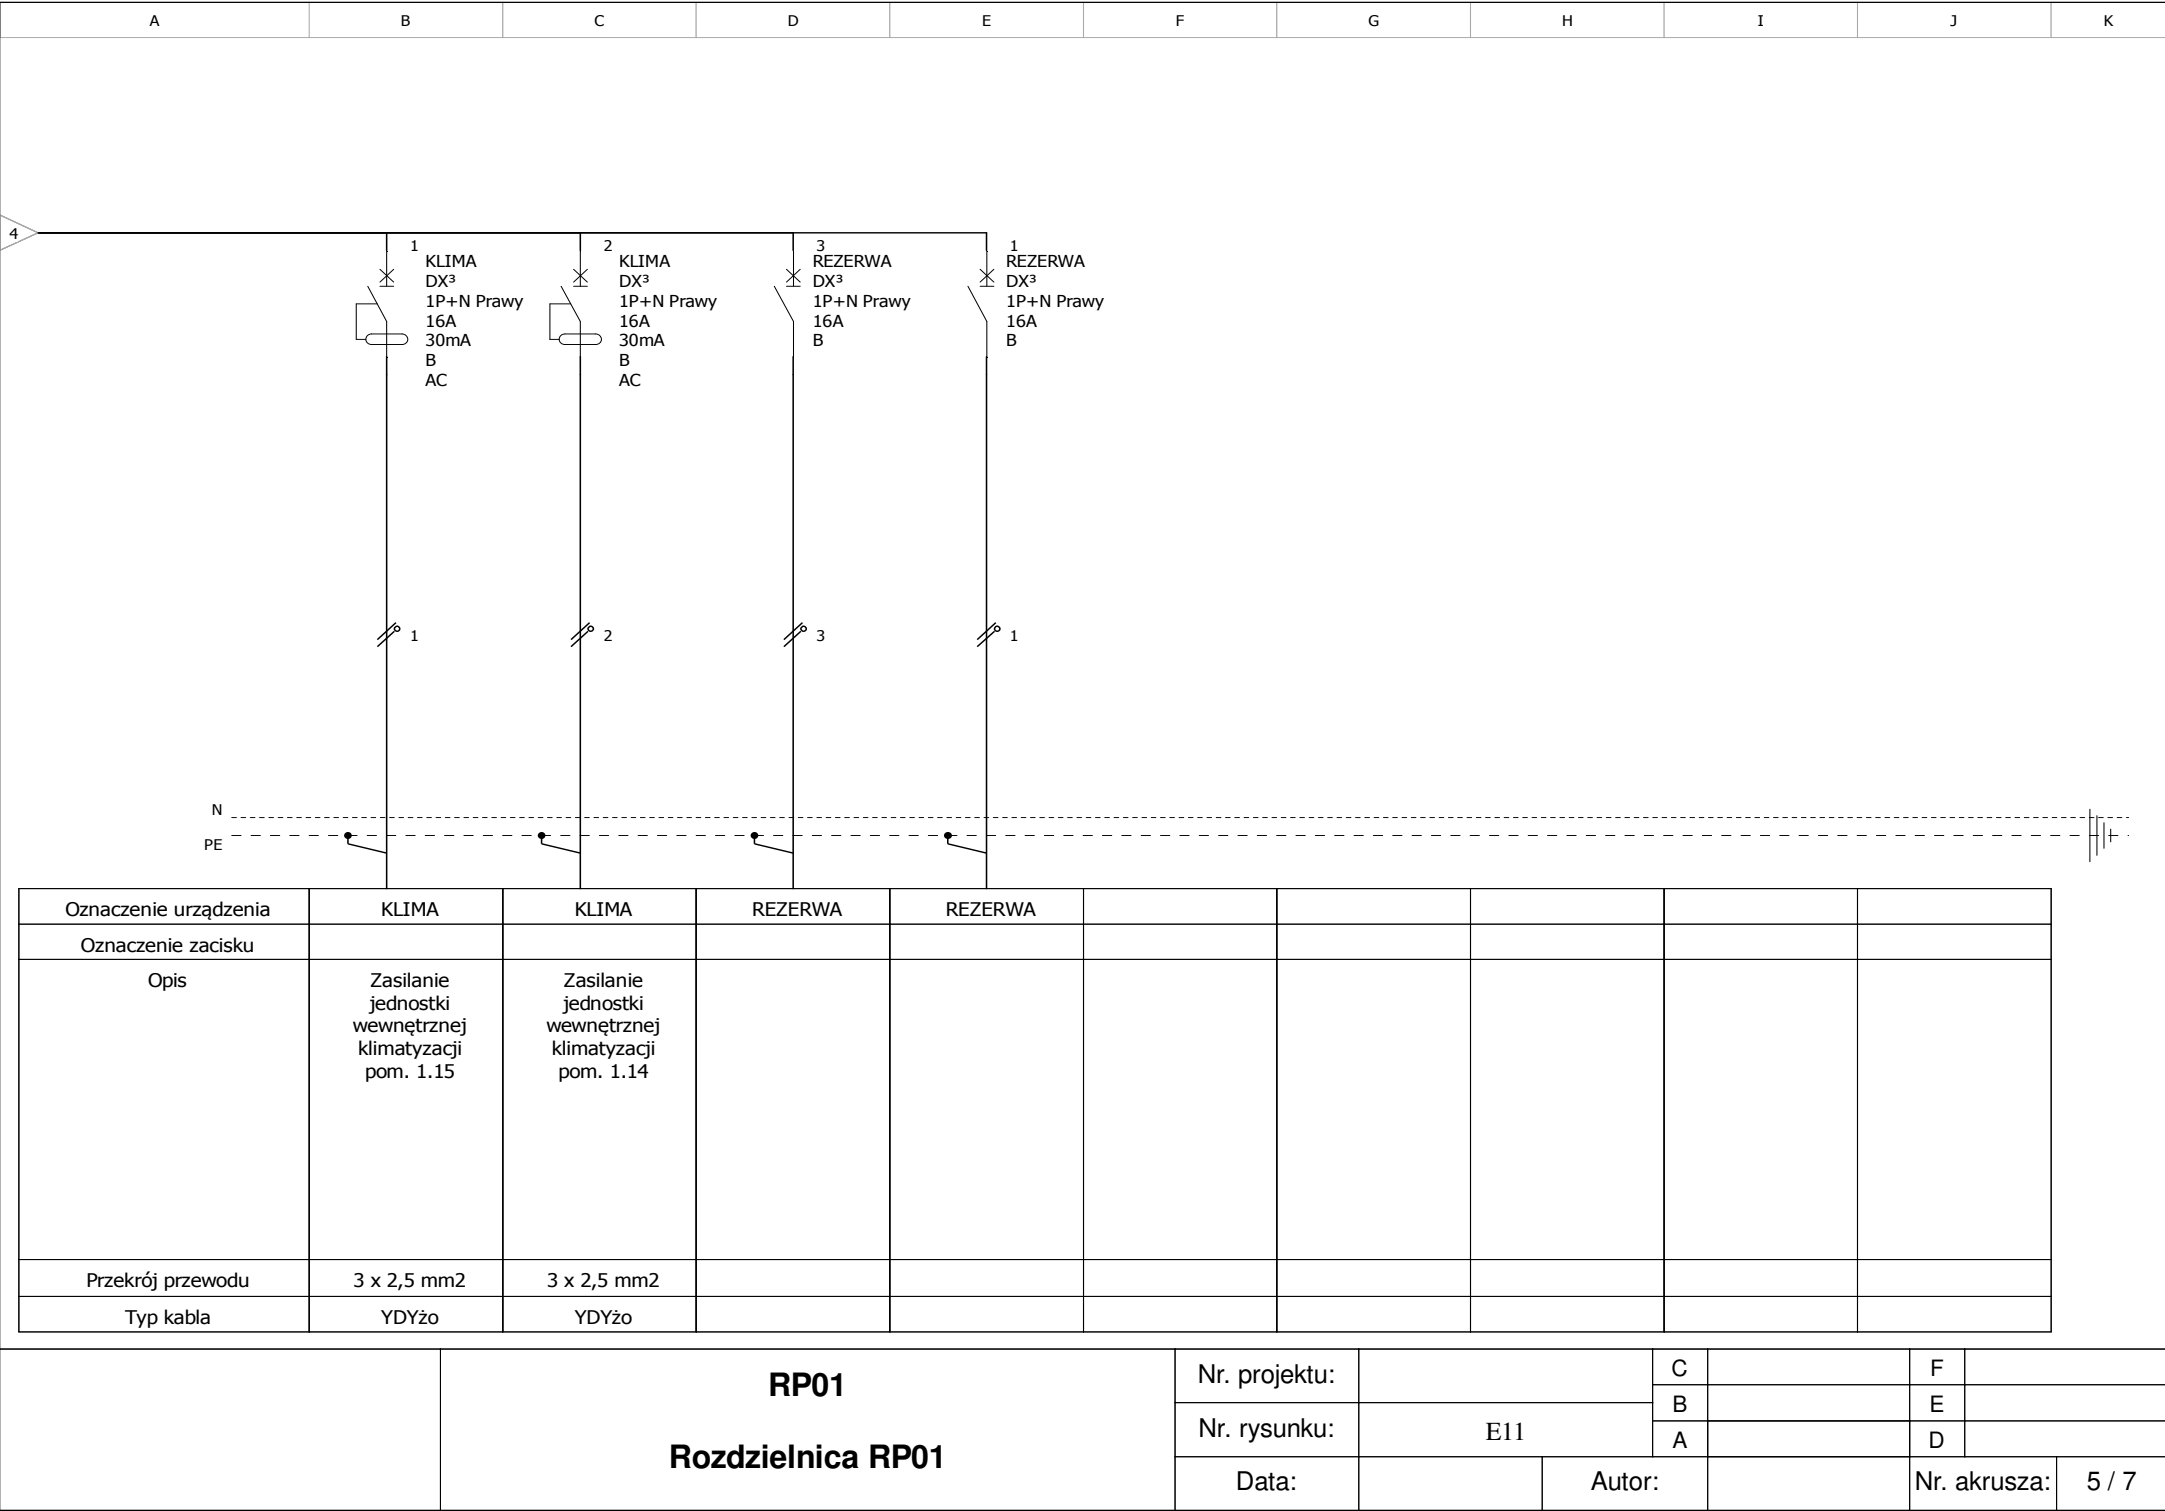 A B C D E F G H I J K
4
1
KLIMA
DX³
1P+N Prawy
16A
30mA
B
AC
2
KLIMA
DX³
1P+N Prawy
16A
30mA
B
AC
3
REZERWA
DX³
1P+N Prawy
16A
B
1
REZERWA
DX³
1P+N Prawy
16A
B
1 2 3 1
N
PE
Oznaczenie urządzenia KLIMA KLIMA REZERWA REZERWA
Oznaczenie zacisku
Opis
Zasilanie
jednostki
wewnętrznej
klimatyzacji
pom. 1.15
Zasilanie
jednostki
wewnętrznej
klimatyzacji
pom. 1.14
Przekrój przewodu 3 x 2,5 mm2 3 x 2,5 mm2
Typ kabla YDYżo YDYżo
RP01
Rozdzielnica RP01
Nr. projektu:
Nr. rysunku: E11
Data: Autor:
C F
B E
A D
Nr. akrusza: 5 / 7